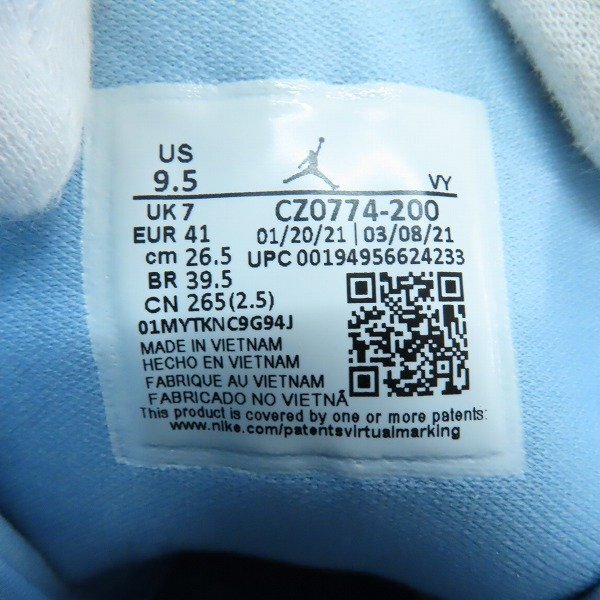 US
9.5
VY
UK 7
CZ0774-200
EUR 41
01/20/21 | 03/08/21
cm 26.5
UPC 00194956624233
BR 39.5
CN 265(2.5)
01MYTKNC9G94J
MADE IN VIETNAM
HECHO EN VIETNAM
FABRIQUE AU VIETNAM
FABRICADO NO VIETNÃ
This product is covered by one or more patents:
www.nike.com/patentsvirtualmarking